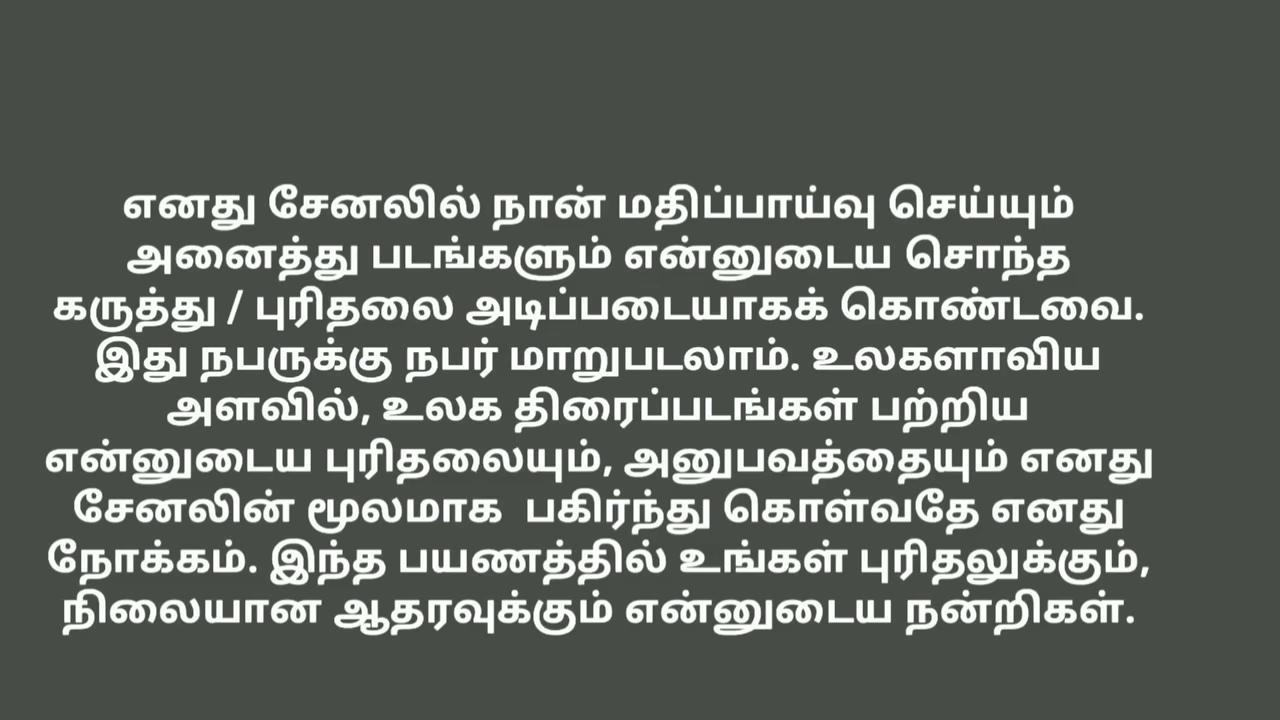 எனது சேனலில் நான் மதிப்பாய்வு செய்யும்
அனைத்து படங்களும் என்னுடைய சொந்த
கருத்து / புரிதலை அடிப்படையாகக் கொண்டவை.
இது நபருக்கு நபர் மாறுபடலாம். உலகளாவிய
அளவில், உலக திரைப்படங்கள் பற்றிய
என்னுடைய புரிதலையும், அனுபவத்தையும் எனது
சேனலின் மூலமாக  பகிர்ந்து கொள்வதே எனது
நோக்கம். இந்த பயணத்தில் உங்கள் புரிதலுக்கும்,
நிலையான ஆதரவுக்கும் என்னுடைய நன்றிகள்.